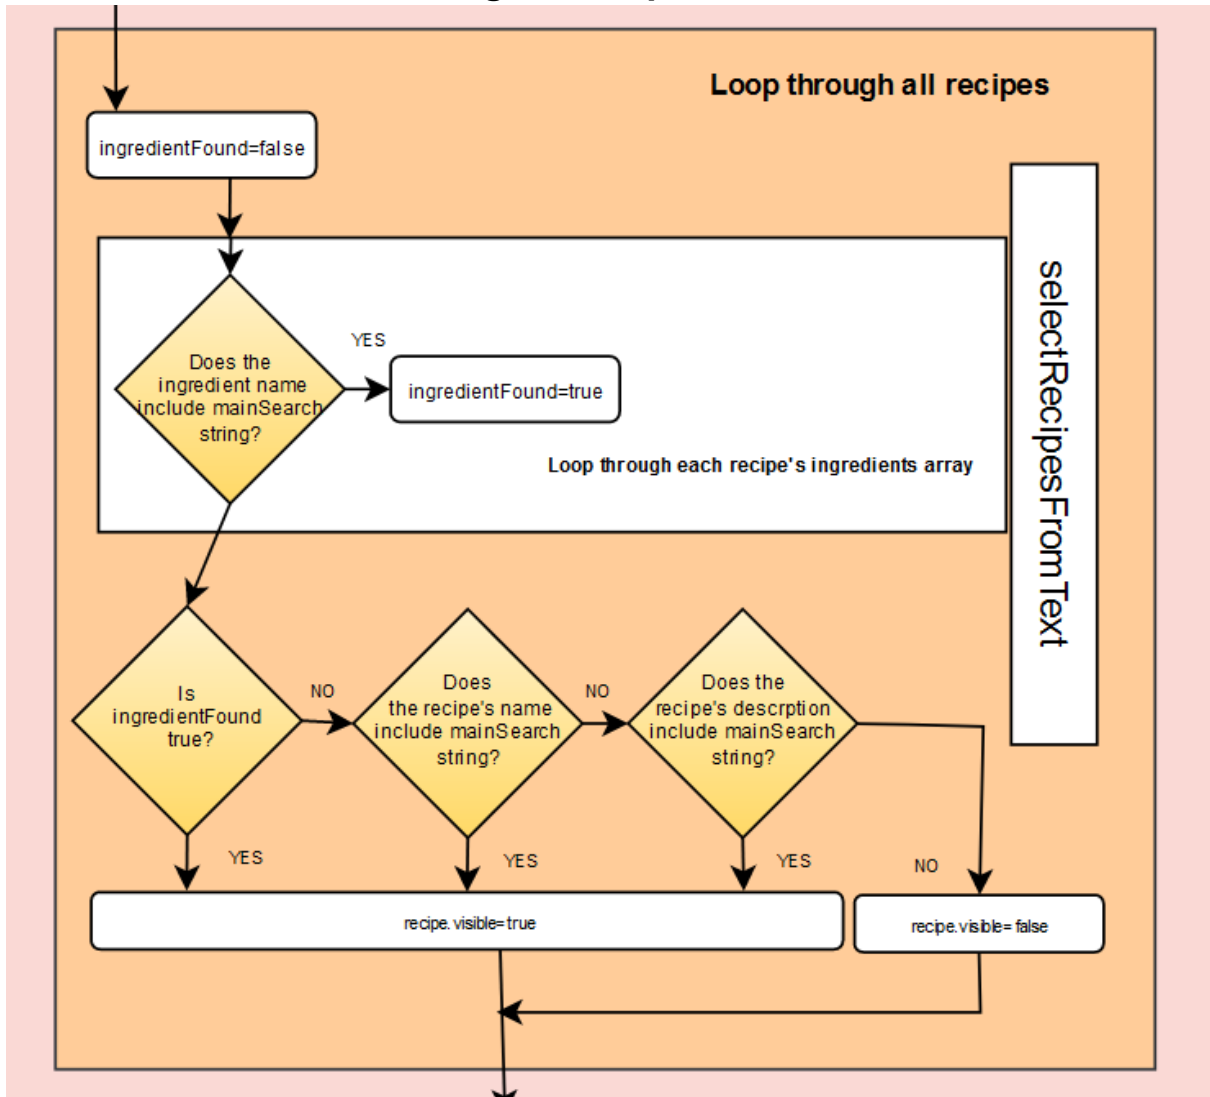 Loop through all recipes
ingredientFound=false
selectRecipesFromText
Does the
ingredient name
include mainSearch
string?
YES
ingredientFound=true
Loop through each recipe's ingredients array
Is
ingredientFound
true?
NO
Does
the recipe's name
include mainSearch
string?
NO
Does the
recipe's descrption
include mainSearch
string?
YES
YES
YES
NO
recipe.visible=true
recipe.visible=false